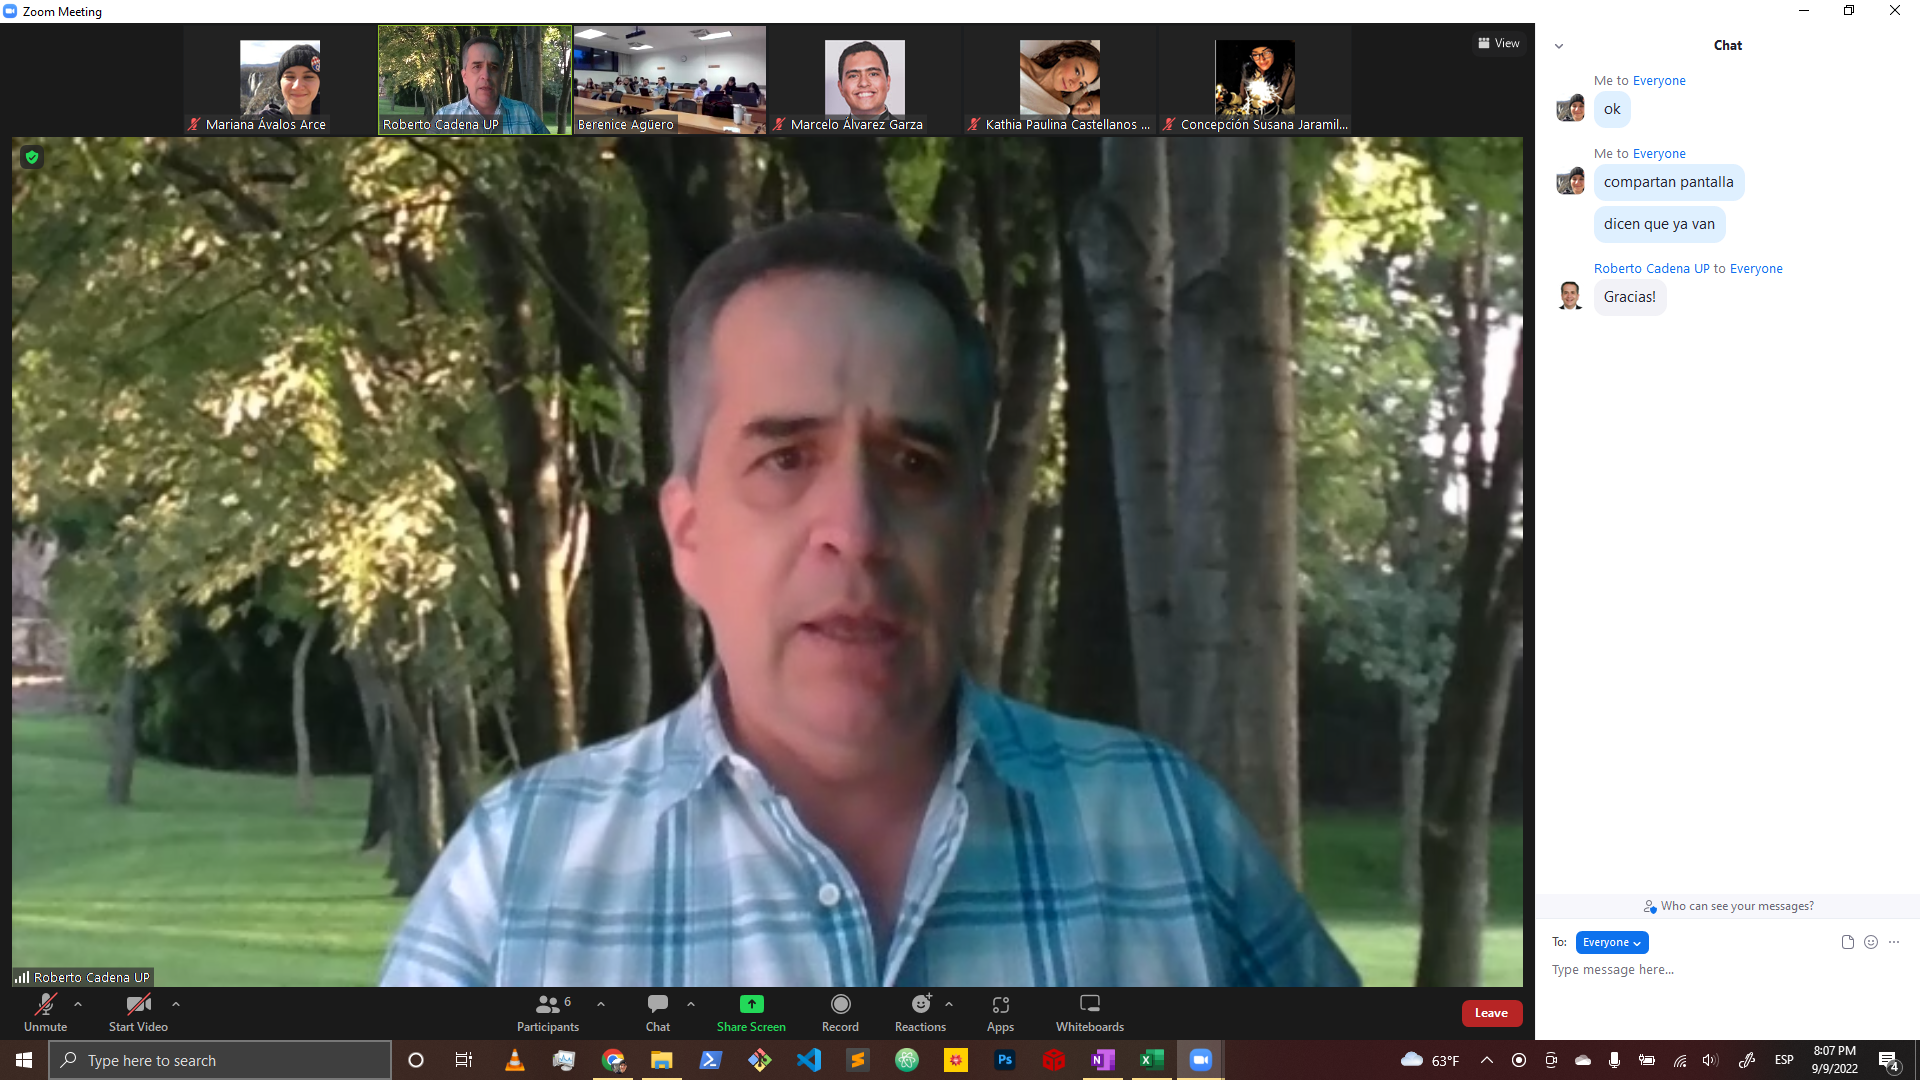 Zoom Meeting
Mariana Ávalos Arce
Roberto Cadena UP
Berenice Agüero
Marcelo Álvarez Garza
Kathia Paulina Castellanos ...
Concepción Susana Jaramil...
View
Chat
Me to Everyone
ok
Me to Everyone
compartan pantalla
dicen que ya van
Roberto Cadena UP to Everyone
Gracias!
Who can see your messages?
To: Everyone
Type message here...
Roberto Cadena UP
Unmute
Start Video
Participants 6
Chat
Share Screen
Record
Reactions
Apps
Whiteboards
Leave
Type here to search
Ps
N
X
63°F
ESP
8:07 PM
9/9/2022
4